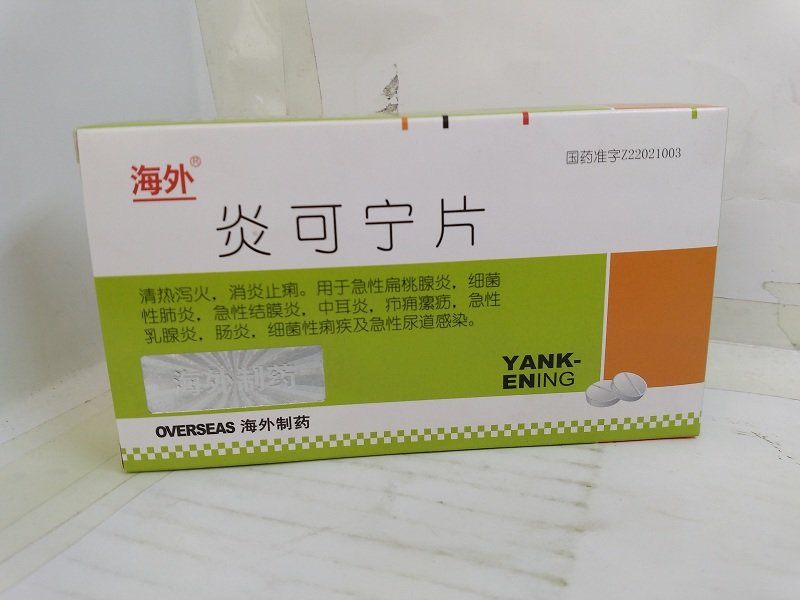 海外®
国药准字Z22021003
炎可宁片
清热泻火，消炎止痢。用于急性扁桃腺炎，细菌
性肺炎，急性结膜炎，中耳炎，疖痈瘰疬，急性
乳腺炎，肠炎，细菌性痢疾及急性尿道感染。
海外制药
YANK-
ENING
OVERSEAS 海外制药